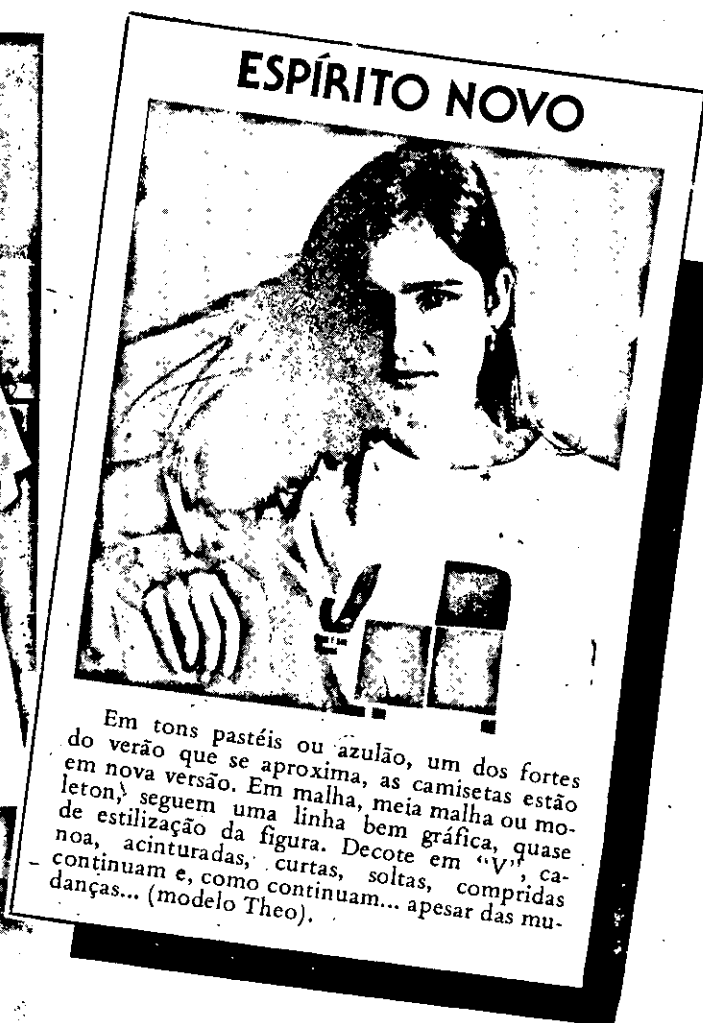 ESPÍRITO NOVO
Em tons pastéis ou azulão, um dos fortes
do verão que se aproxima, as camisetas estão
em nova versão. Em malha, meia malha ou mo-
leton, seguem uma linha bem gráfica, quase
de estilização da figura. Decote em "V", ca-
noa, acinturadas, curtas, soltas, compridas
continuam e, como continuam... apesar das mu-
danças... (modelo Theo).